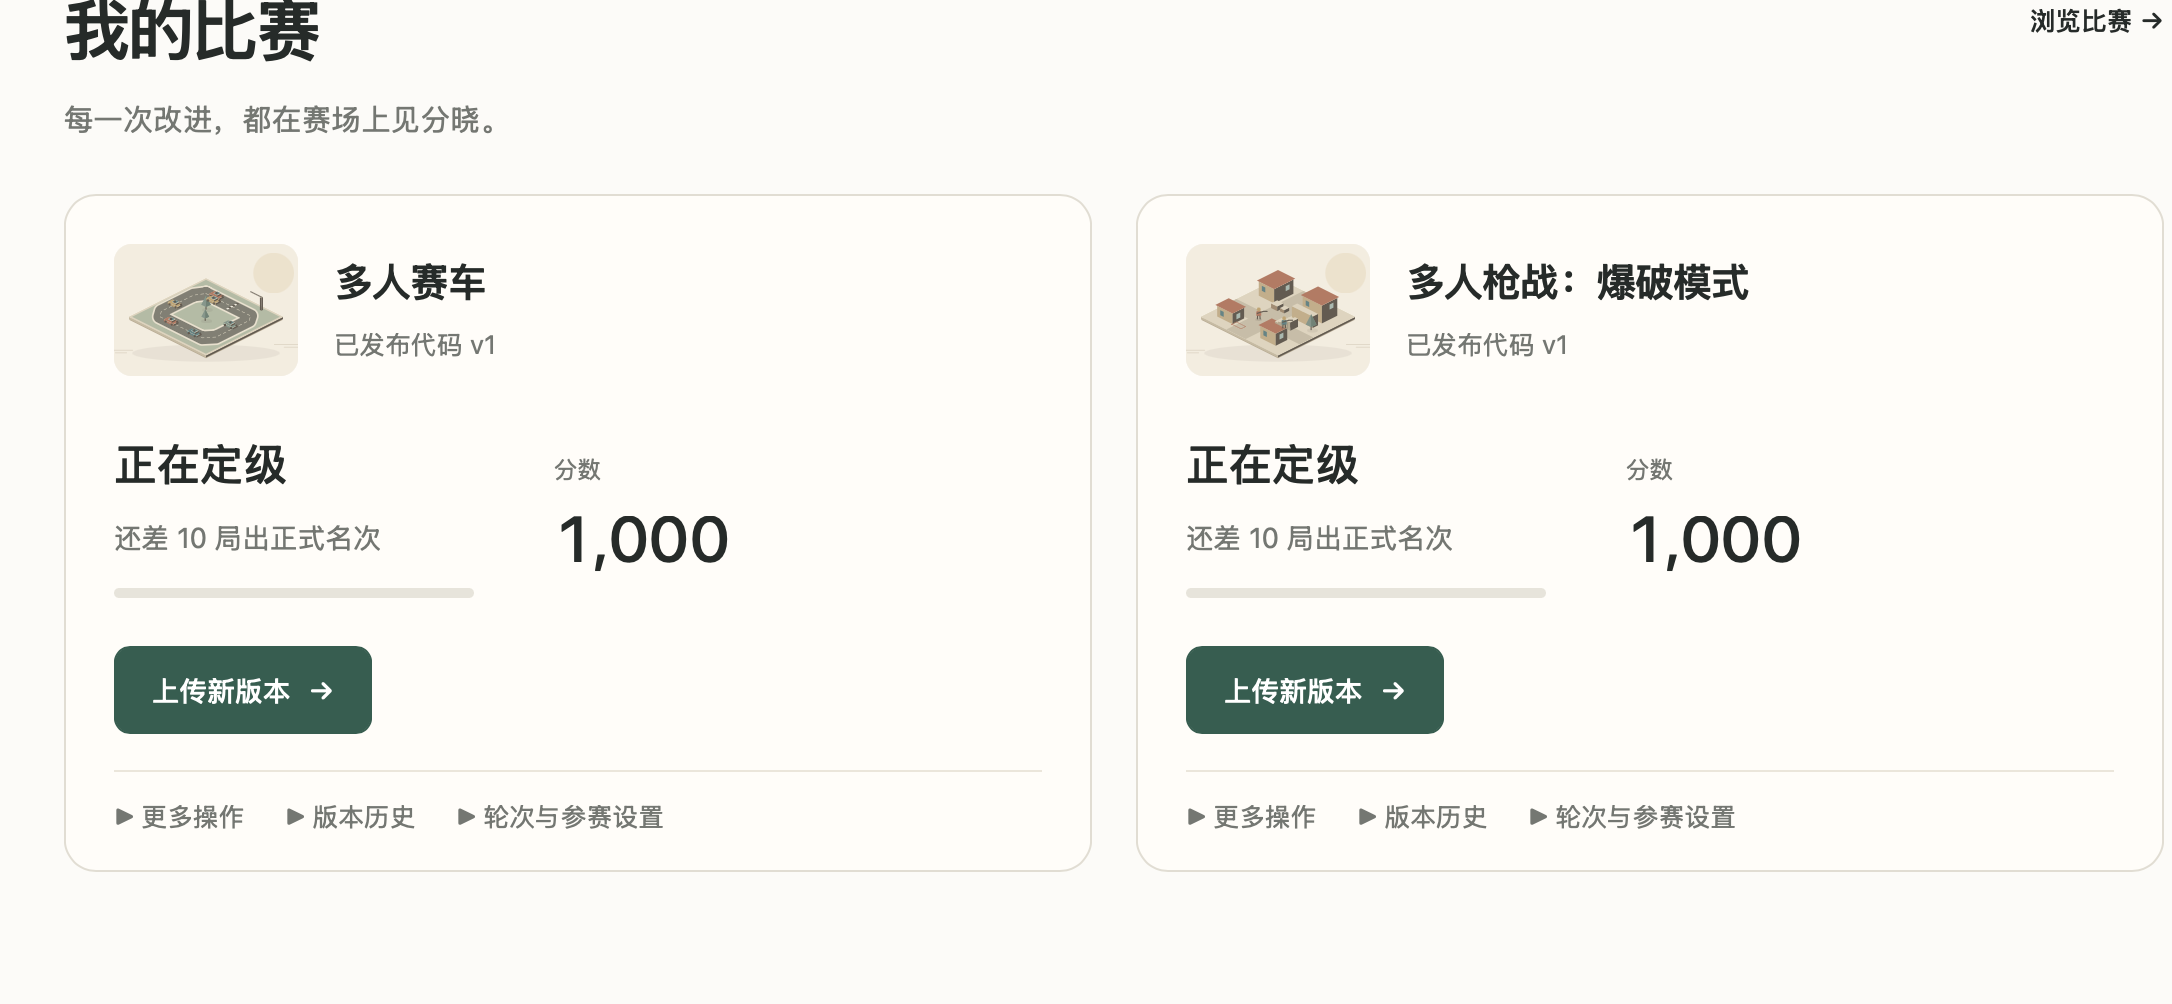 我的比赛
浏览比赛 →
每一次改进，都在赛场上见分晓。
多人赛车
已发布代码 v1
正在定级
分数
还差 10 局出正式名次
1,000
上传新版本 →
▶ 更多操作 ▶ 版本历史 ▶ 轮次与参赛设置
多人枪战：爆破模式
已发布代码 v1
正在定级
分数
还差 10 局出正式名次
1,000
上传新版本 →
▶ 更多操作 ▶ 版本历史 ▶ 轮次与参赛设置